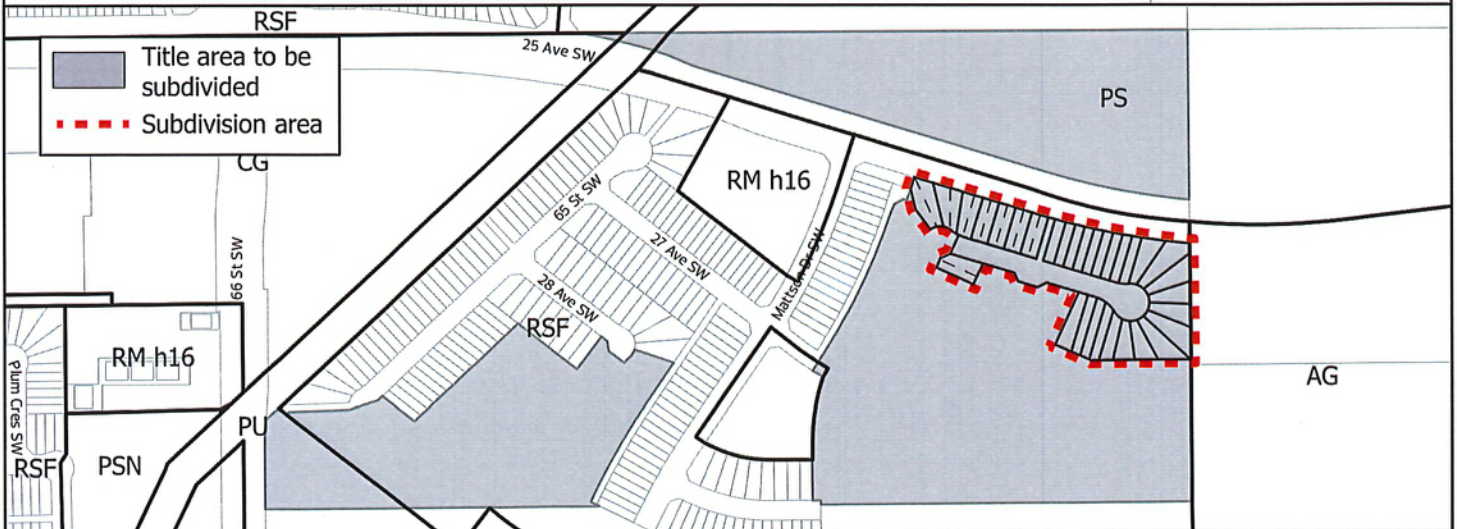 RSF
25 Ave SW
Title area to be
subdivided
Subdivision area
PS
CG
RM h16
65 St SW
27 Ave SW
66 St SW
Mattson Dr SW
28 Ave SW
RSF
RM h16
Plum Cres SW
AG
PU
RSF
PSN